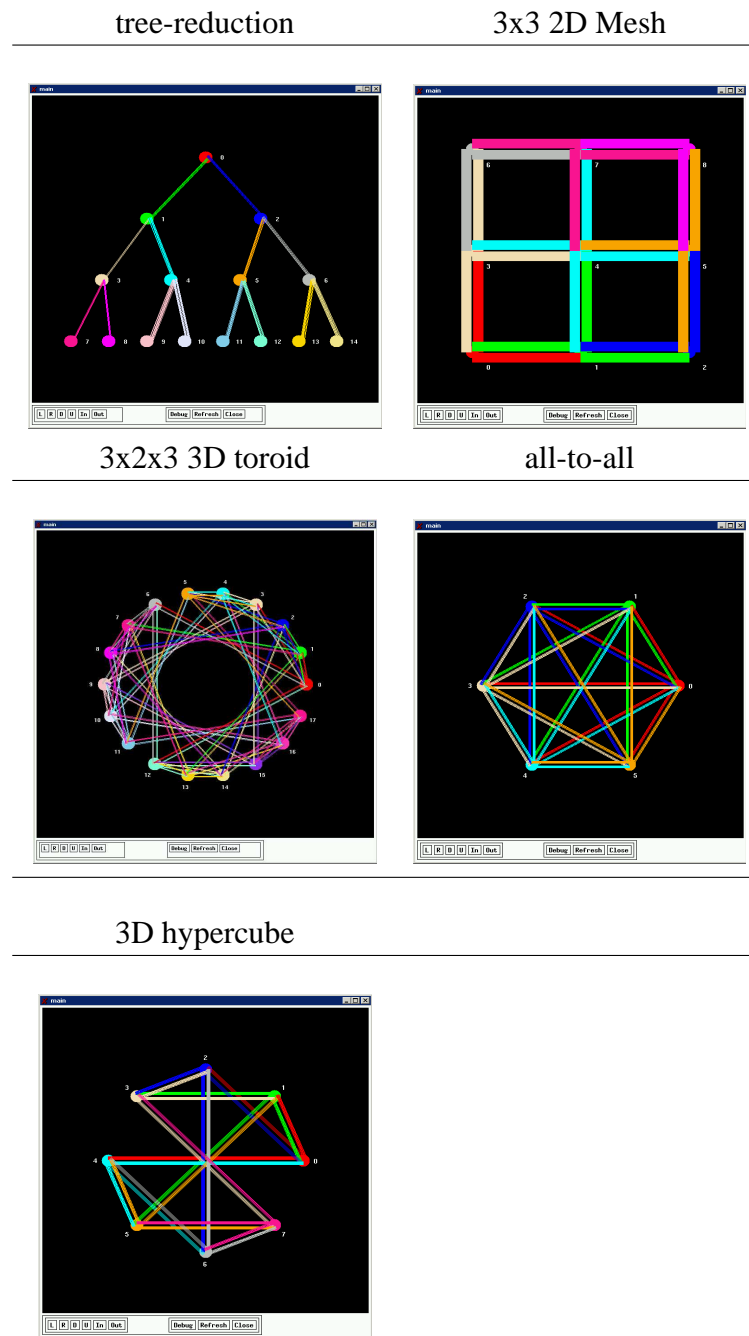 tree-reduction 3x3 2D Mesh
main main
0
1 2
3 4 5 6
7 8 9 10 11 12 13 14
6 7 8
3 4 5
0 1 2
L R D U In Out Debug Refresh Close
L R D U In Out Debug Refresh Close
3x2x3 3D toroid all-to-all
main main
5 4
6 3
7 2
8 1
9 0
10 17
11 16
12 15
13 14
2 1
3 0
4 5
L R D U In Out Debug Refresh Close
L R D U In Out Debug Refresh Close
3D hypercube
main
2
3 1
4 0
5 7
6
L R D U In Out Debug Refresh Close